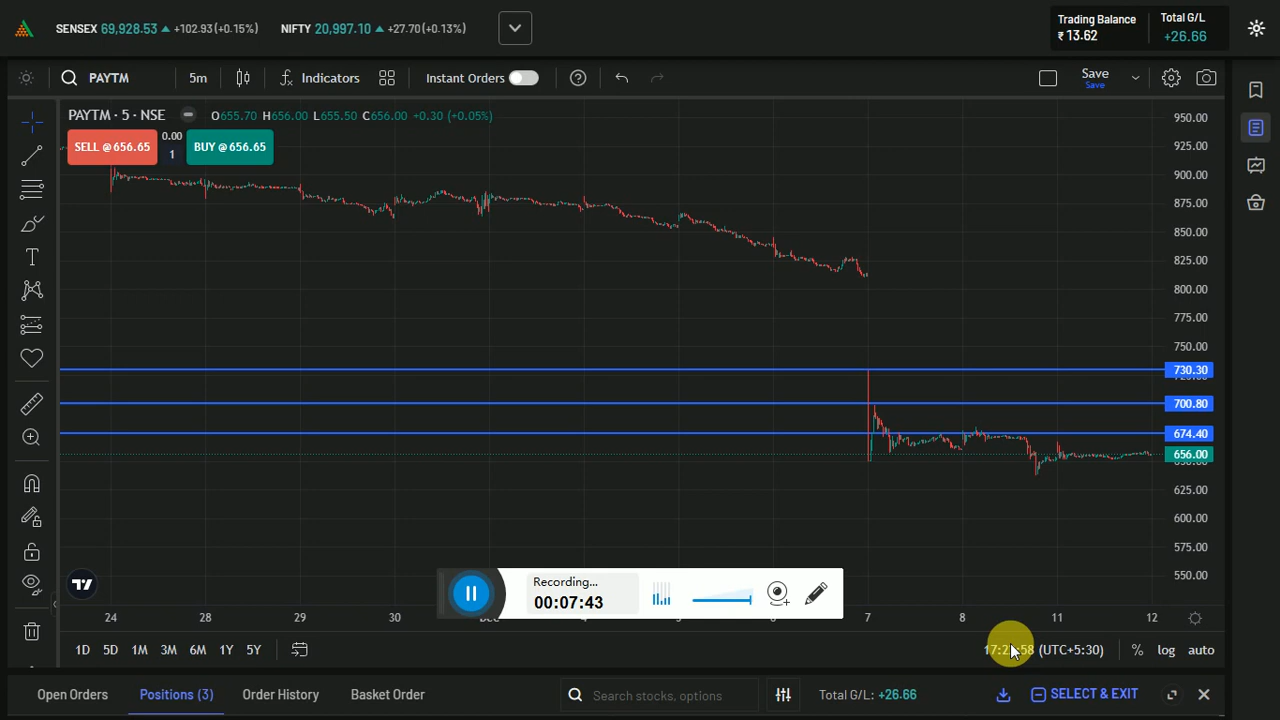 SENSEX 69,928.53 +102.93(+0.15%) NIFTY 20,997.10 +27.70(+0.13%)
Trading Balance
₹ 13.62
Total G/L:
+26.66
PAYTM 5m Indicators Instant Orders Save
Save
PAYTM · 5 · NSE O655.70 H656.00 L655.50 C656.00 +0.30 (+0.05%)
SELL @656.65 0.00 BUY @656.65
1
950.00
925.00
900.00
875.00
850.00
825.00
800.00
775.00
750.00
730.30
700.80
674.40
656.00
625.00
600.00
575.00
550.00
Recording...
00:07:43
24 28 29 30 4 7 8 11 12
1D 5D 1M 3M 6M 1Y 5Y (UTC+5:30) % log auto
Open Orders Positions (3) Order History Basket Order Search stocks, options Total G/L: +26.66 SELECT & EXIT